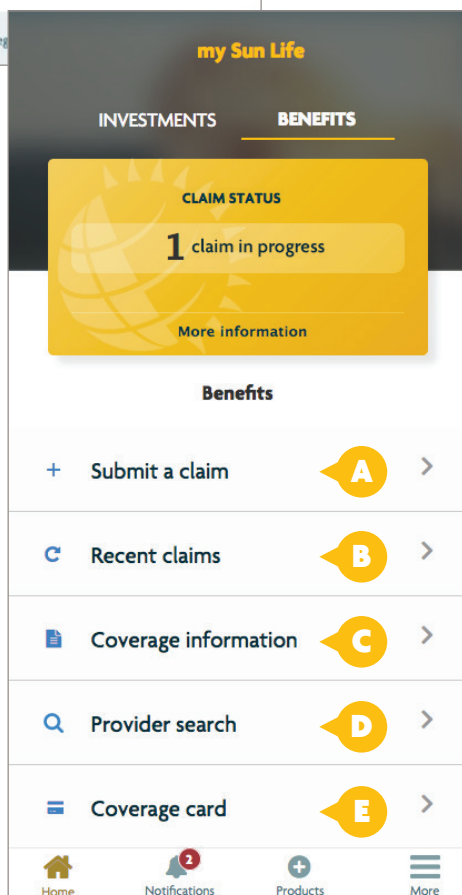 my Sun Life
INVESTMENTS BENEFITS
CLAIM STATUS
1 claim in progress
More information
Benefits
Submit a claim A
Recent claims B
Coverage information C
Provider search D
Coverage card E
2
Home Notifications Products More